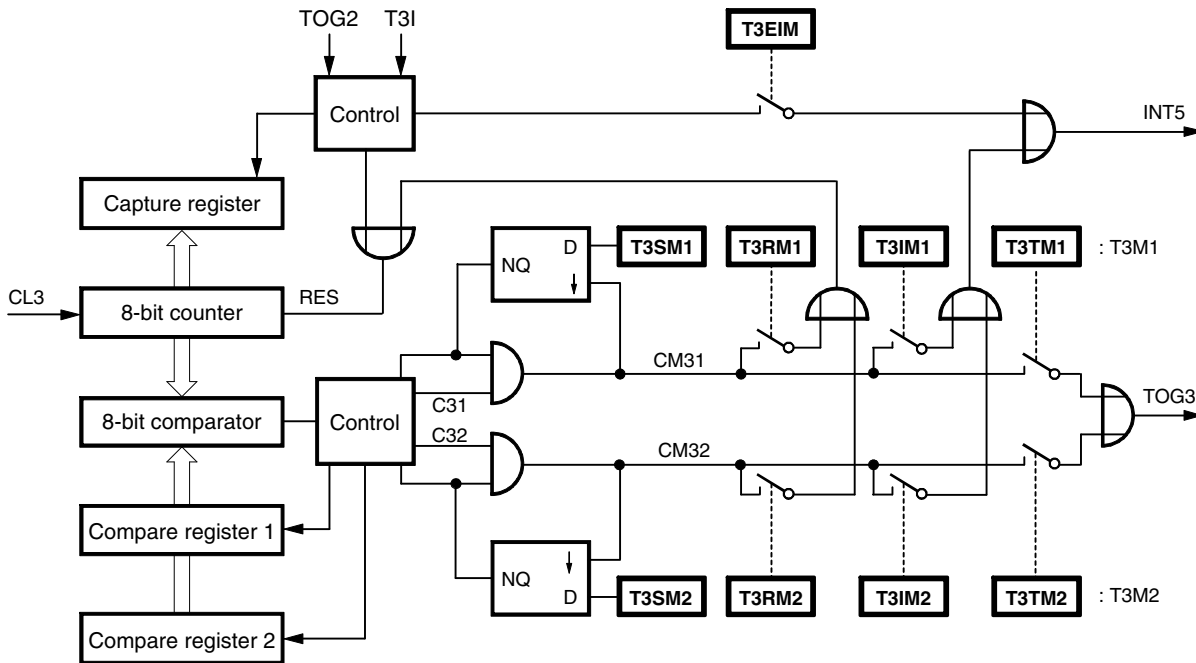 TOG2 T3I
T3EIM
Control
INT5
Capture register
D
T3SM1
T3RM1
T3IM1
T3TM1
: T3M1
NQ
CL3
8-bit counter
RES
CM31
C31
8-bit comparator
Control
TOG3
C32
CM32
Compare register 1
NQ
D
T3SM2
T3RM2
T3IM2
T3TM2
: T3M2
Compare register 2